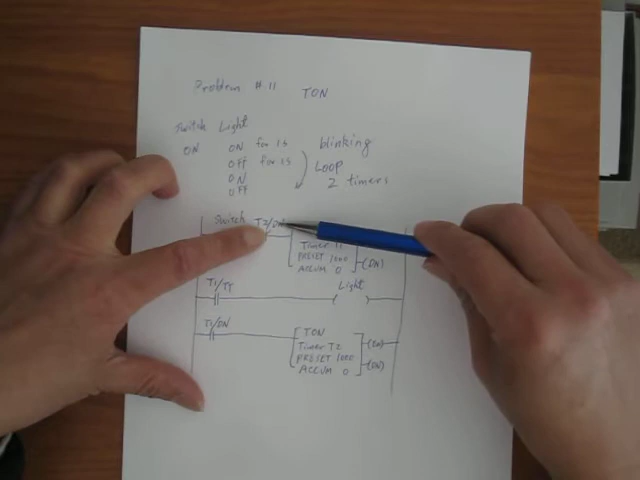 Problem # 11 TON
Switch Light
ON ON for 1s blinking
OFF for 1s LOOP
ON 2 timers
OFF
Switch T2/DN
Timer T1
PRESET 1000
ACCUM 0 (DN)
T1/TT Light
T1/DN TON
Timer T2 (EN)
PRESET 1000
ACCUM 0 (DN)